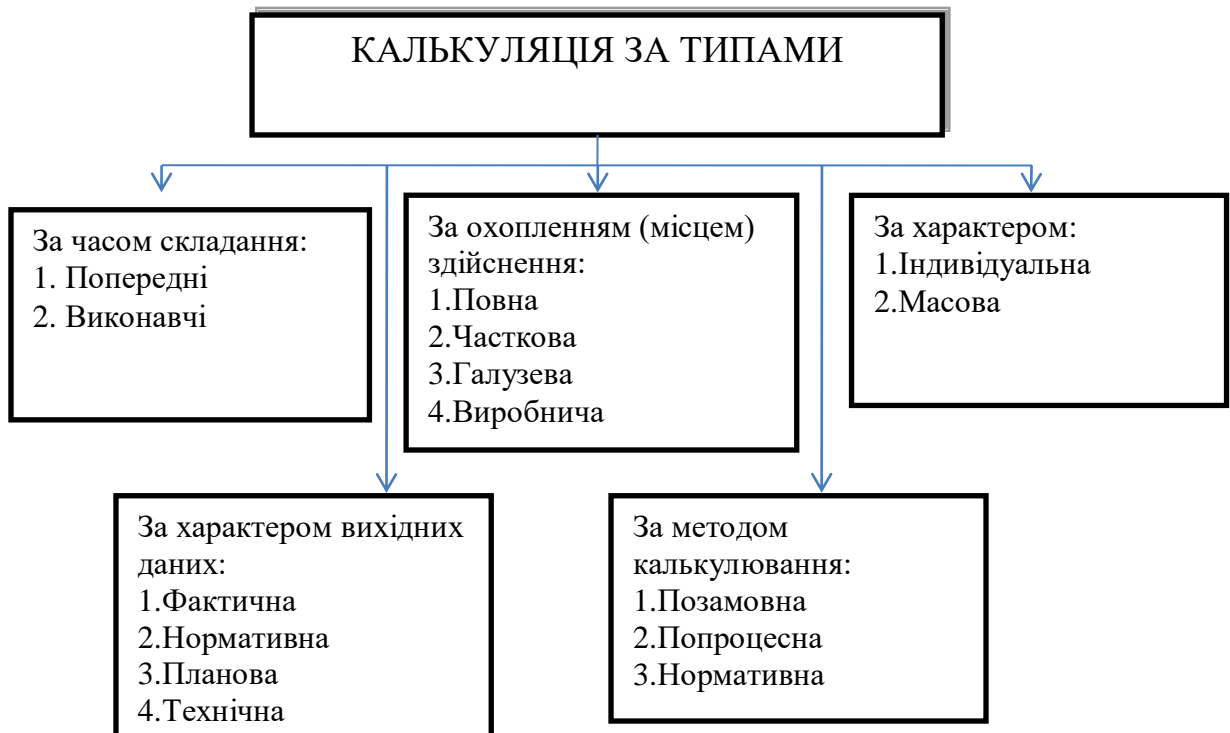 КАЛЬКУЛЯЦІЯ ЗА ТИПАМИ
За часом складання:
1. Попередні
2. Виконавчі
За охопленням (місцем)
здійснення:
1.Повна
2.Часткова
3.Галузева
4.Виробнича
За характером:
1.Індивідуальна
2.Масова
За характером вихідних
даних:
1.Фактична
2.Нормативна
3.Планова
4.Технічна
За методом
калькулювання:
1.Позамовна
2.Попроцесна
3.Нормативна